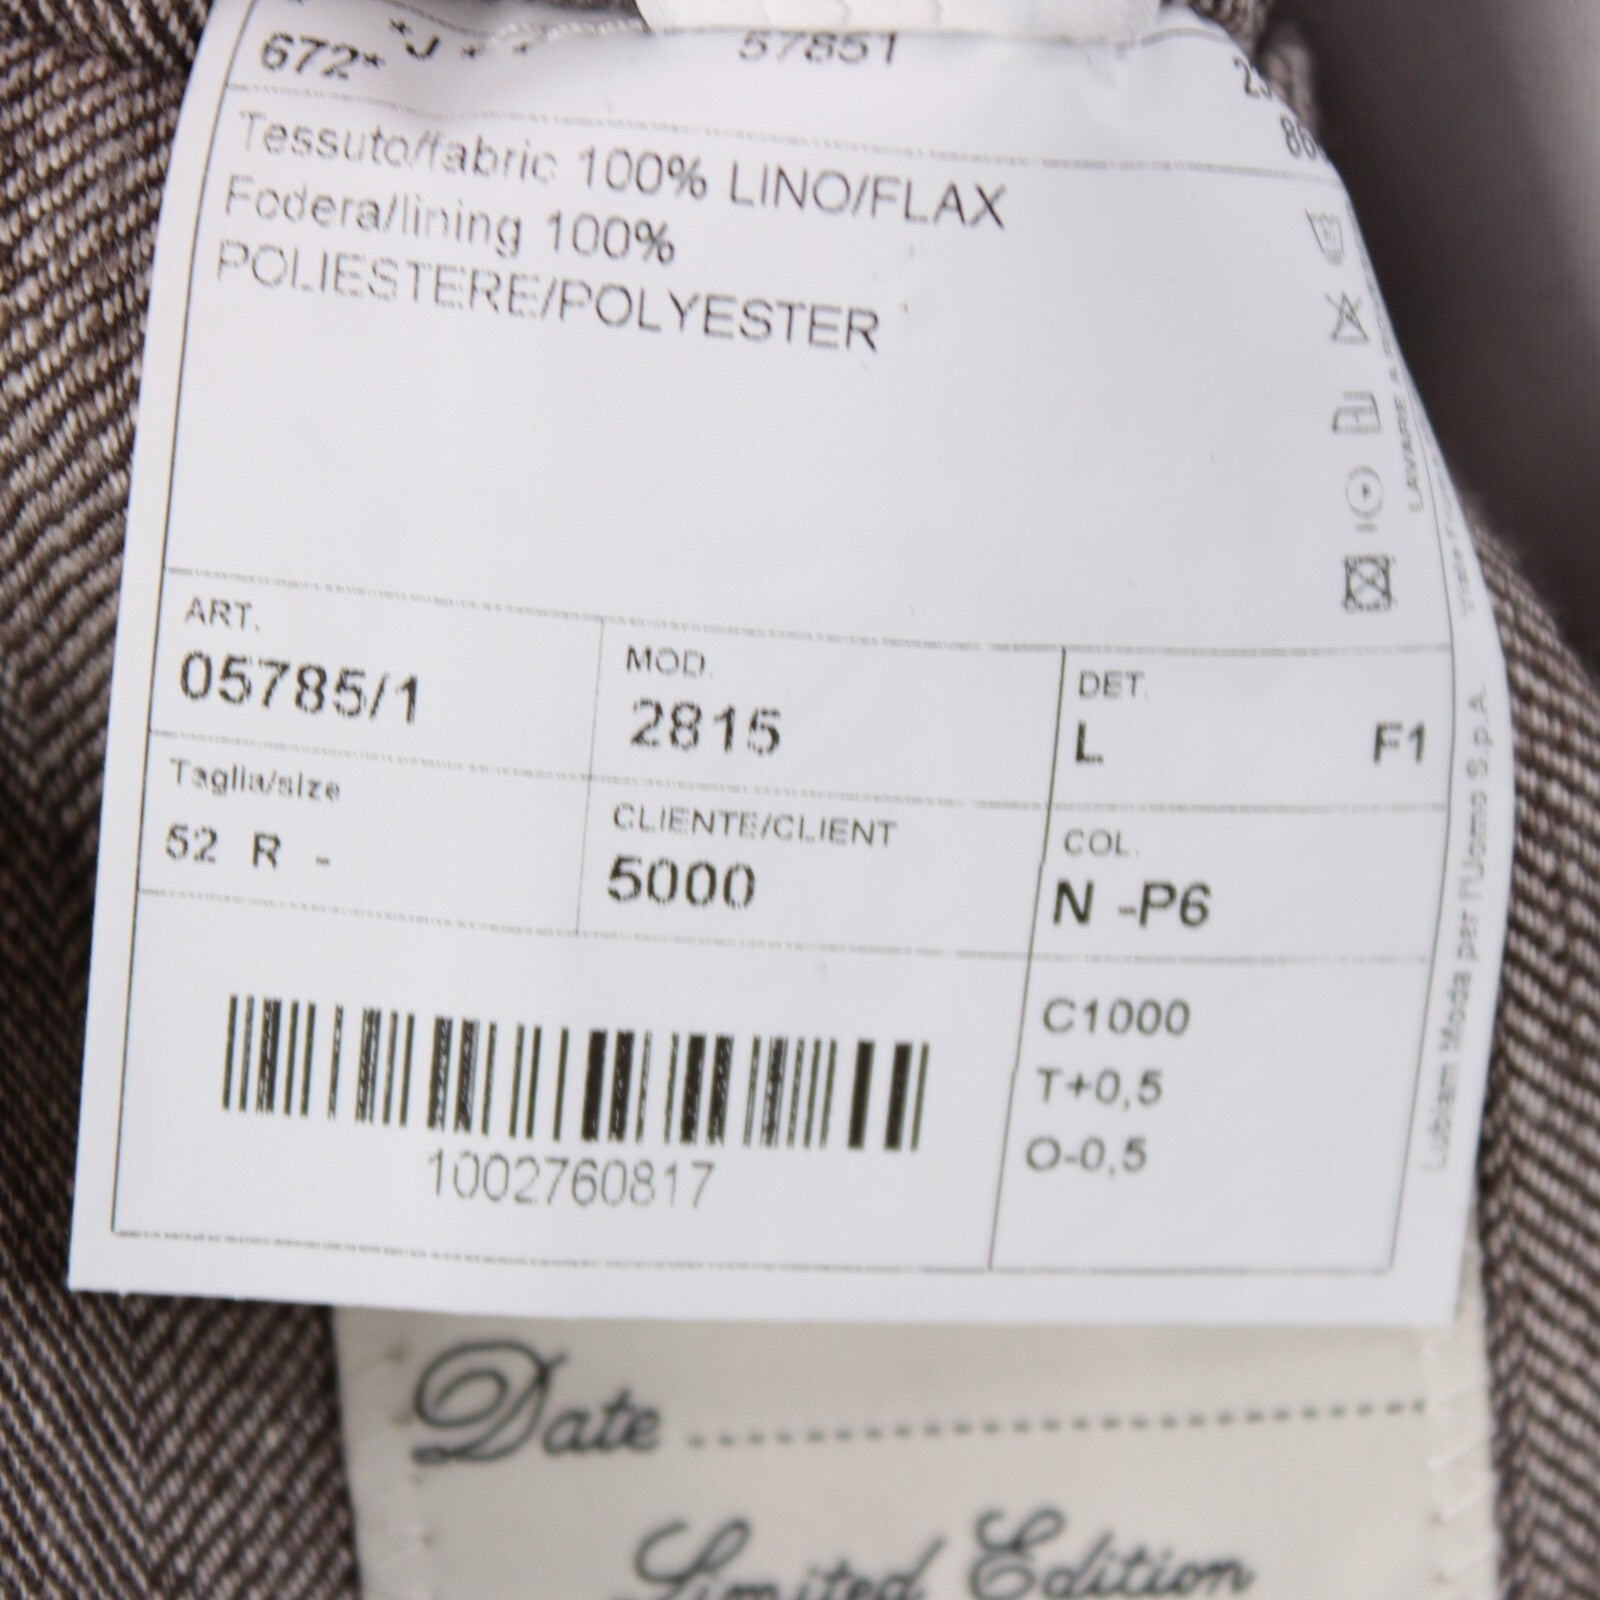 672*
57851
Tessuto/fabric 100% LINO/FLAX
Fodera/lining 100%
POLIESTERE/POLYESTER
LAVARE A
Viale
ART.
05785/1
MOD.
2815
DET.
L F1
Taglia/size
52 R -
CLIENTE/CLIENT
5000
COL.
N -P6
C1000
T+0,5
O-0,5
1002760817
Lubiam Moda per l'Uomo S.p.A.
Date
Limited Edition